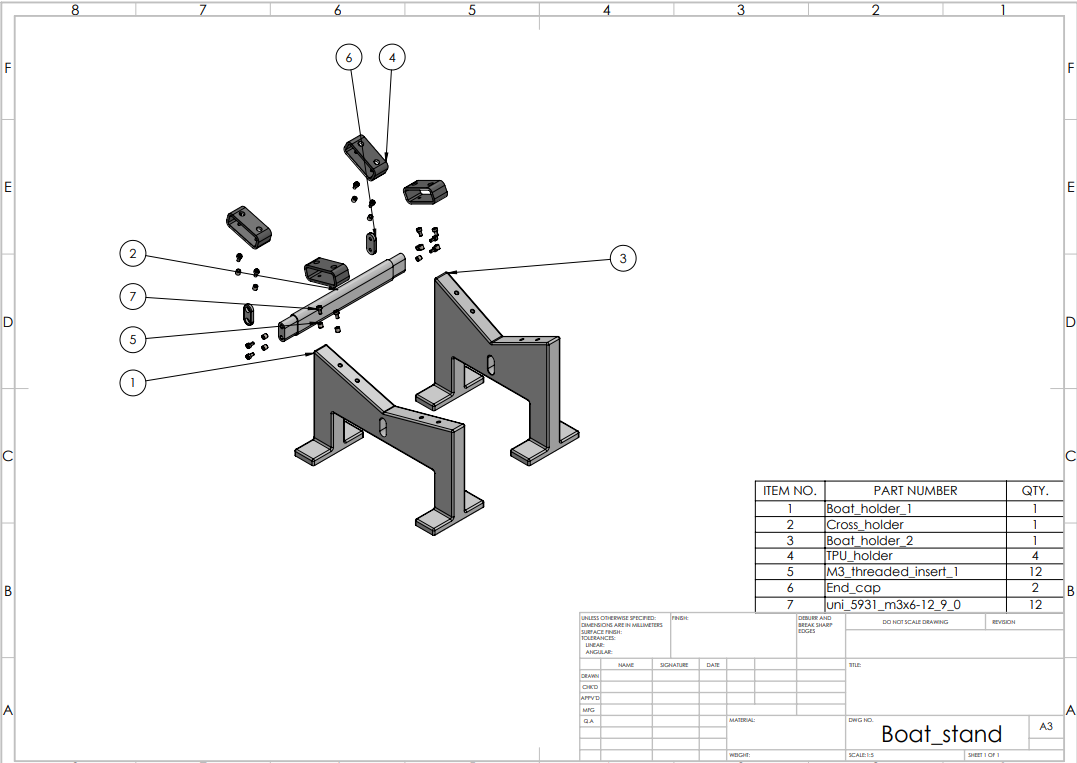 8 7 6 5 4 3 2 1
F F
6 4
E E
2
3
7
D D
5
1
C C
ITEM NO. PART NUMBER QTY.
1 Boat_holder_1 1
2 Cross_holder 1
3 Boat_holder_2 1
4 TPU_holder 4
5 M3_threaded_insert_1 12
6 End_cap 2
7 uni_5931_m3x6-12_9_0 12
B B
UNLESS OTHERWISE SPECIFIED:
DIMENSIONS ARE IN MILLIMETERS
SURFACE FINISH:
TOLERANCES:
LINEAR:
ANGULAR:
FINISH:
DEBURR AND
BREAK SHARP
EDGES
DO NOT SCALE DRAWING
REVISION
NAME SIGNATURE DATE
TITLE:
DRAWN
CHK'D
APPV'D
MFG
Q.A
A A
MATERIAL:
DWG NO.
Boat_stand
A3
WEIGHT:
SCALE:1:5
SHEET 1 OF 1